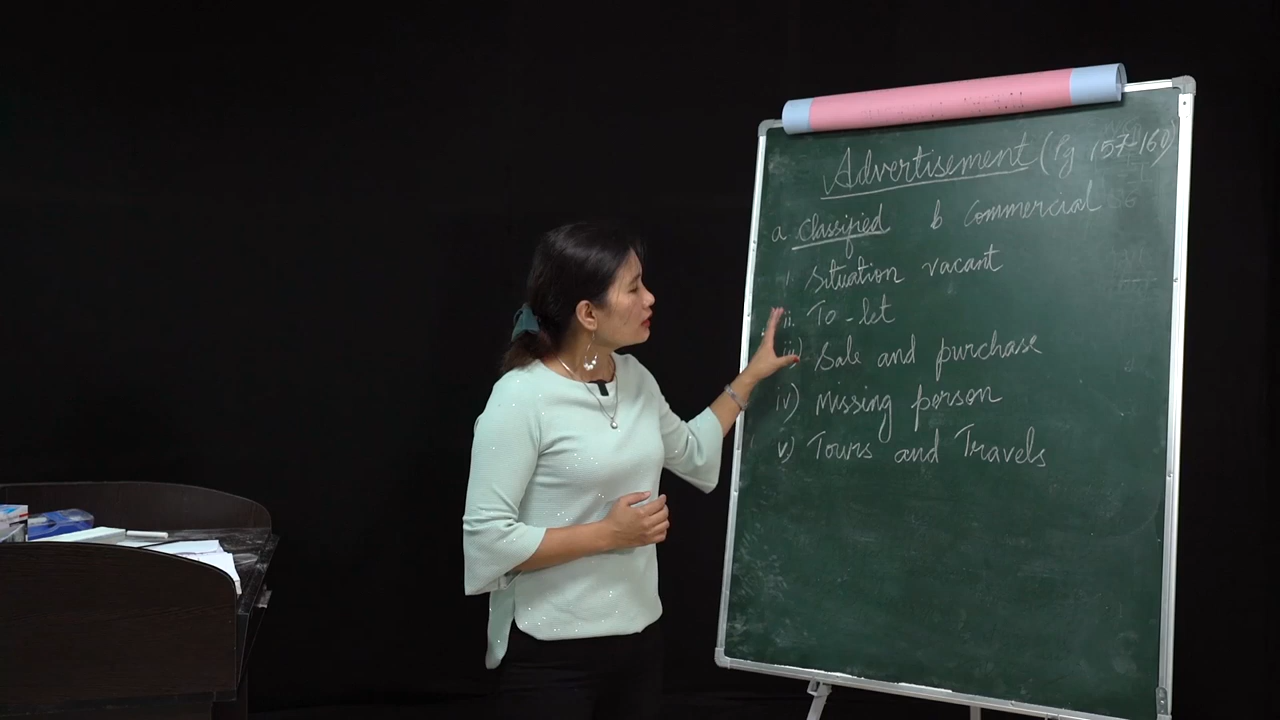 Advertisement (Pg 157-160)
a classified b Commercial
i. Situation vacant
ii. To-let
iii) Sale and purchase
iv) Missing person
v) Tours and Travels